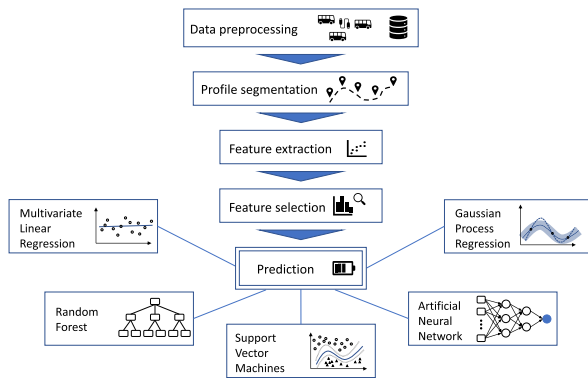 Data preprocessing
Profile segmentation
Feature extraction
Feature selection
Multivariate
Linear
Regression
Gaussian
Process
Regression
Prediction
Random
Forest
Support
Vector
Machines
Artificial
Neural
Network